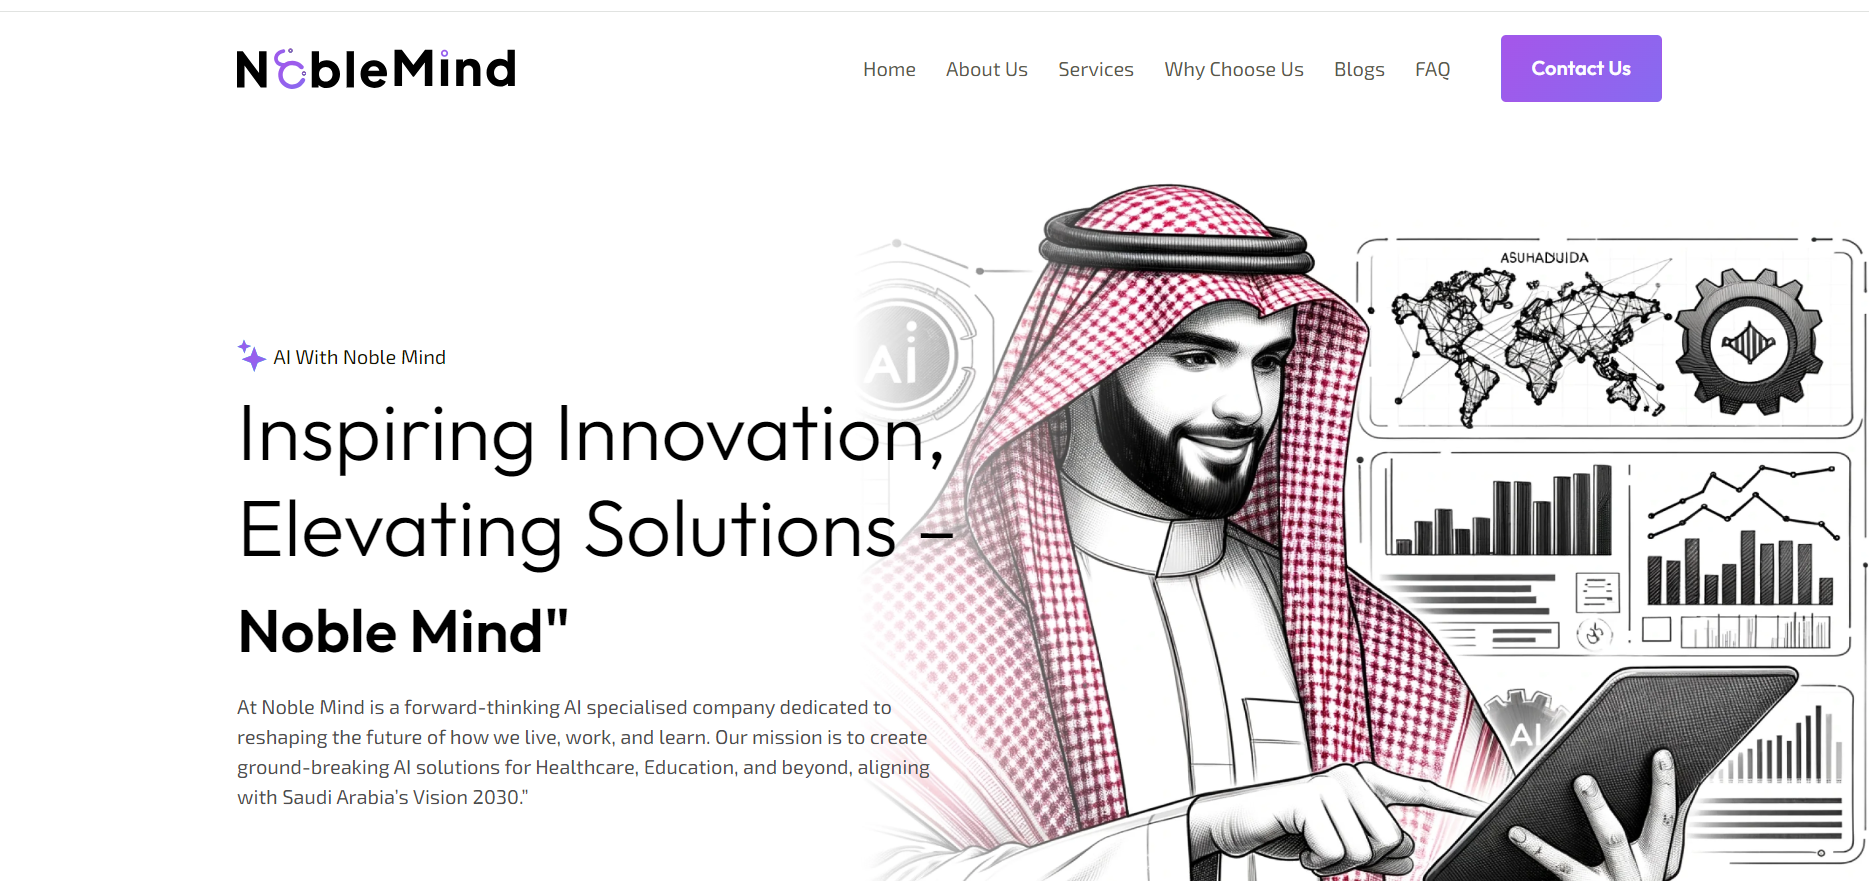 NobleMind
Home
About Us
Services
Why Choose Us
Blogs
FAQ
Contact Us
ASUHADUIDA
Ai
AI With Noble Mind
Inspiring Innovation,
Elevating Solutions –
Noble Mind"
At Noble Mind is a forward-thinking AI specialised company dedicated to
reshaping the future of how we live, work, and learn. Our mission is to create
ground-breaking AI solutions for Healthcare, Education, and beyond, aligning
with Saudi Arabia’s Vision 2030.”
AI